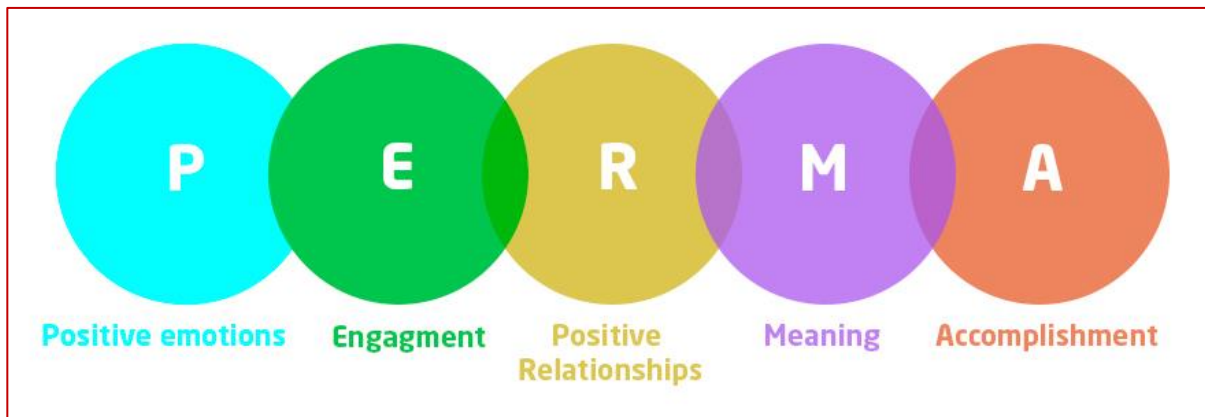 P E R M A
Positive emotions
Engagment
Positive
Relationships
Meaning
Accomplishment